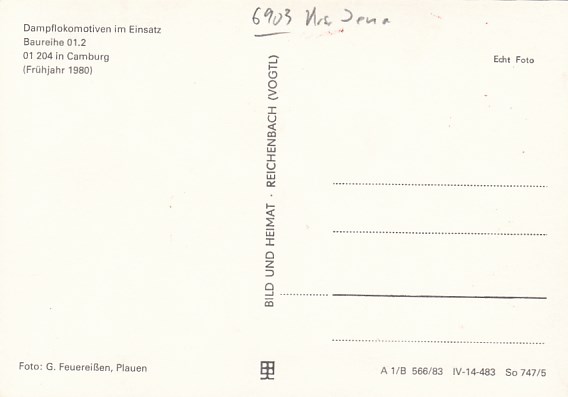 6903 Krs Jena
Dampflokomotiven im Einsatz
Baureihe 01.2
01 204 in Camburg
(Frühjahr 1980)
Echt Foto
BILD UND HEIMAT · REICHENBACH (VOGTL)
Foto: G. Feuereißen, Plauen
A 1/B 566/83 IV-14-483 So 747/5